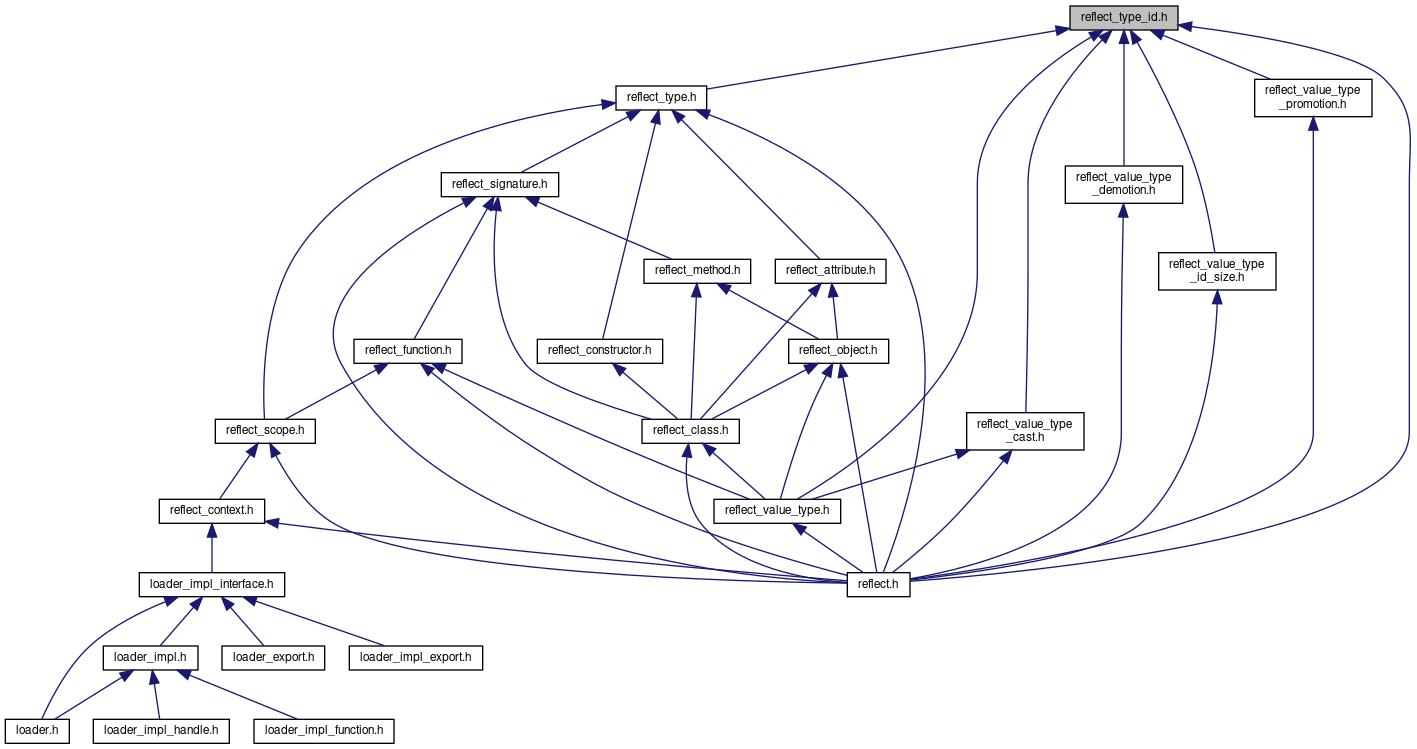 reflect_type_id.h
reflect_type.h
reflect_value_type
_promotion.h
reflect_signature.h
reflect_value_type
_demotion.h
reflect_method.h
reflect_attribute.h
reflect_value_type
_id_size.h
reflect_function.h
reflect_constructor.h
reflect_object.h
reflect_scope.h
reflect_class.h
reflect_value_type
_cast.h
reflect_context.h
reflect_value_type.h
loader_impl_interface.h
reflect.h
loader_impl.h
loader_export.h
loader_impl_export.h
loader.h
loader_impl_handle.h
loader_impl_function.h